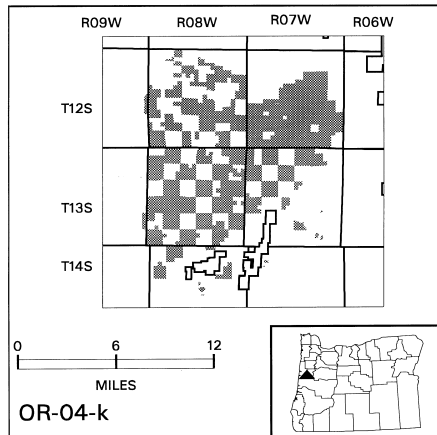 R09W R08W R07W R06W
T12S
T13S
T14S
0 6 12
MILES
OR-04-k